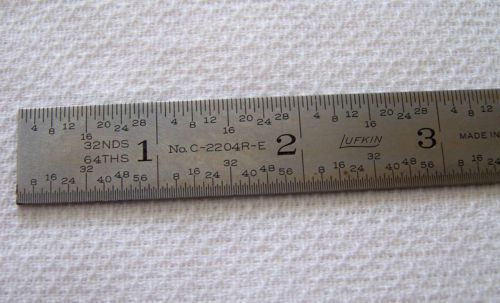 4 8 12 16 20 24 28 4 8 12 16 20 24 28 4 8 12 16 20 24 28 4 8 12
32NDS
64THS
1
No. C-2204R-E
2
LUFKIN
3
MADE IN
8 16 24 32 40 48 56 8 16 24 32 40 48 56 8 16 24 32 40 48 56 8 16 24